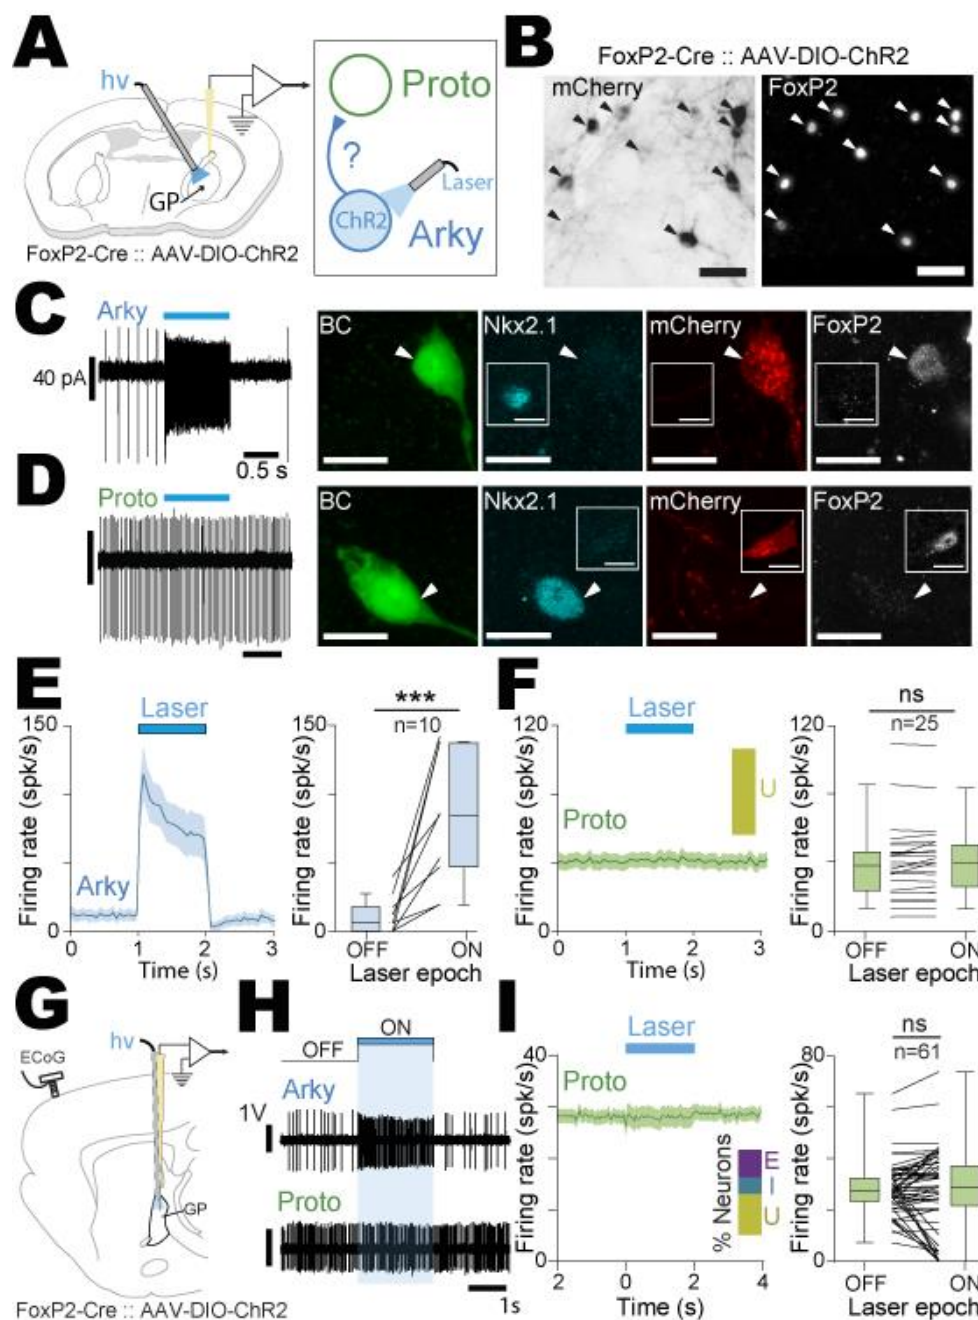 A
hv
GP
FoxP2-Cre :: AAV-DIO-ChR2
Proto
?
Laser
ChR2
Arky
B
FoxP2-Cre :: AAV-DIO-ChR2
mCherry
FoxP2
C
Arky
40 pA
0.5 s
BC
Nkx2.1
mCherry
FoxP2
D
Proto
BC
Nkx2.1
mCherry
FoxP2
E
Laser
150
Firing rate (spk/s)
Arky
0
0 1 2 3
Time (s)
***
n=10
150
Firing rate (spk/s)
0
OFF ON
Laser epoch
F
Laser
120
Firing rate (spk/s)
U
Proto
0
0 1 2 3
Time (s)
ns
n=25
120
Firing rate (spk/s)
0
OFF ON
Laser epoch
G
hv
ECoG
GP
FoxP2-Cre :: AAV-DIO-ChR2
H
ON
OFF
Arky
1V
Proto
1s
I
Laser
40
Firing rate (spk/s)
Proto
% Neurons
E
I
U
0
2 0 2 4
Time (s)
ns
n=61
80
Firing rate (spk/s)
0
OFF ON
Laser epoch